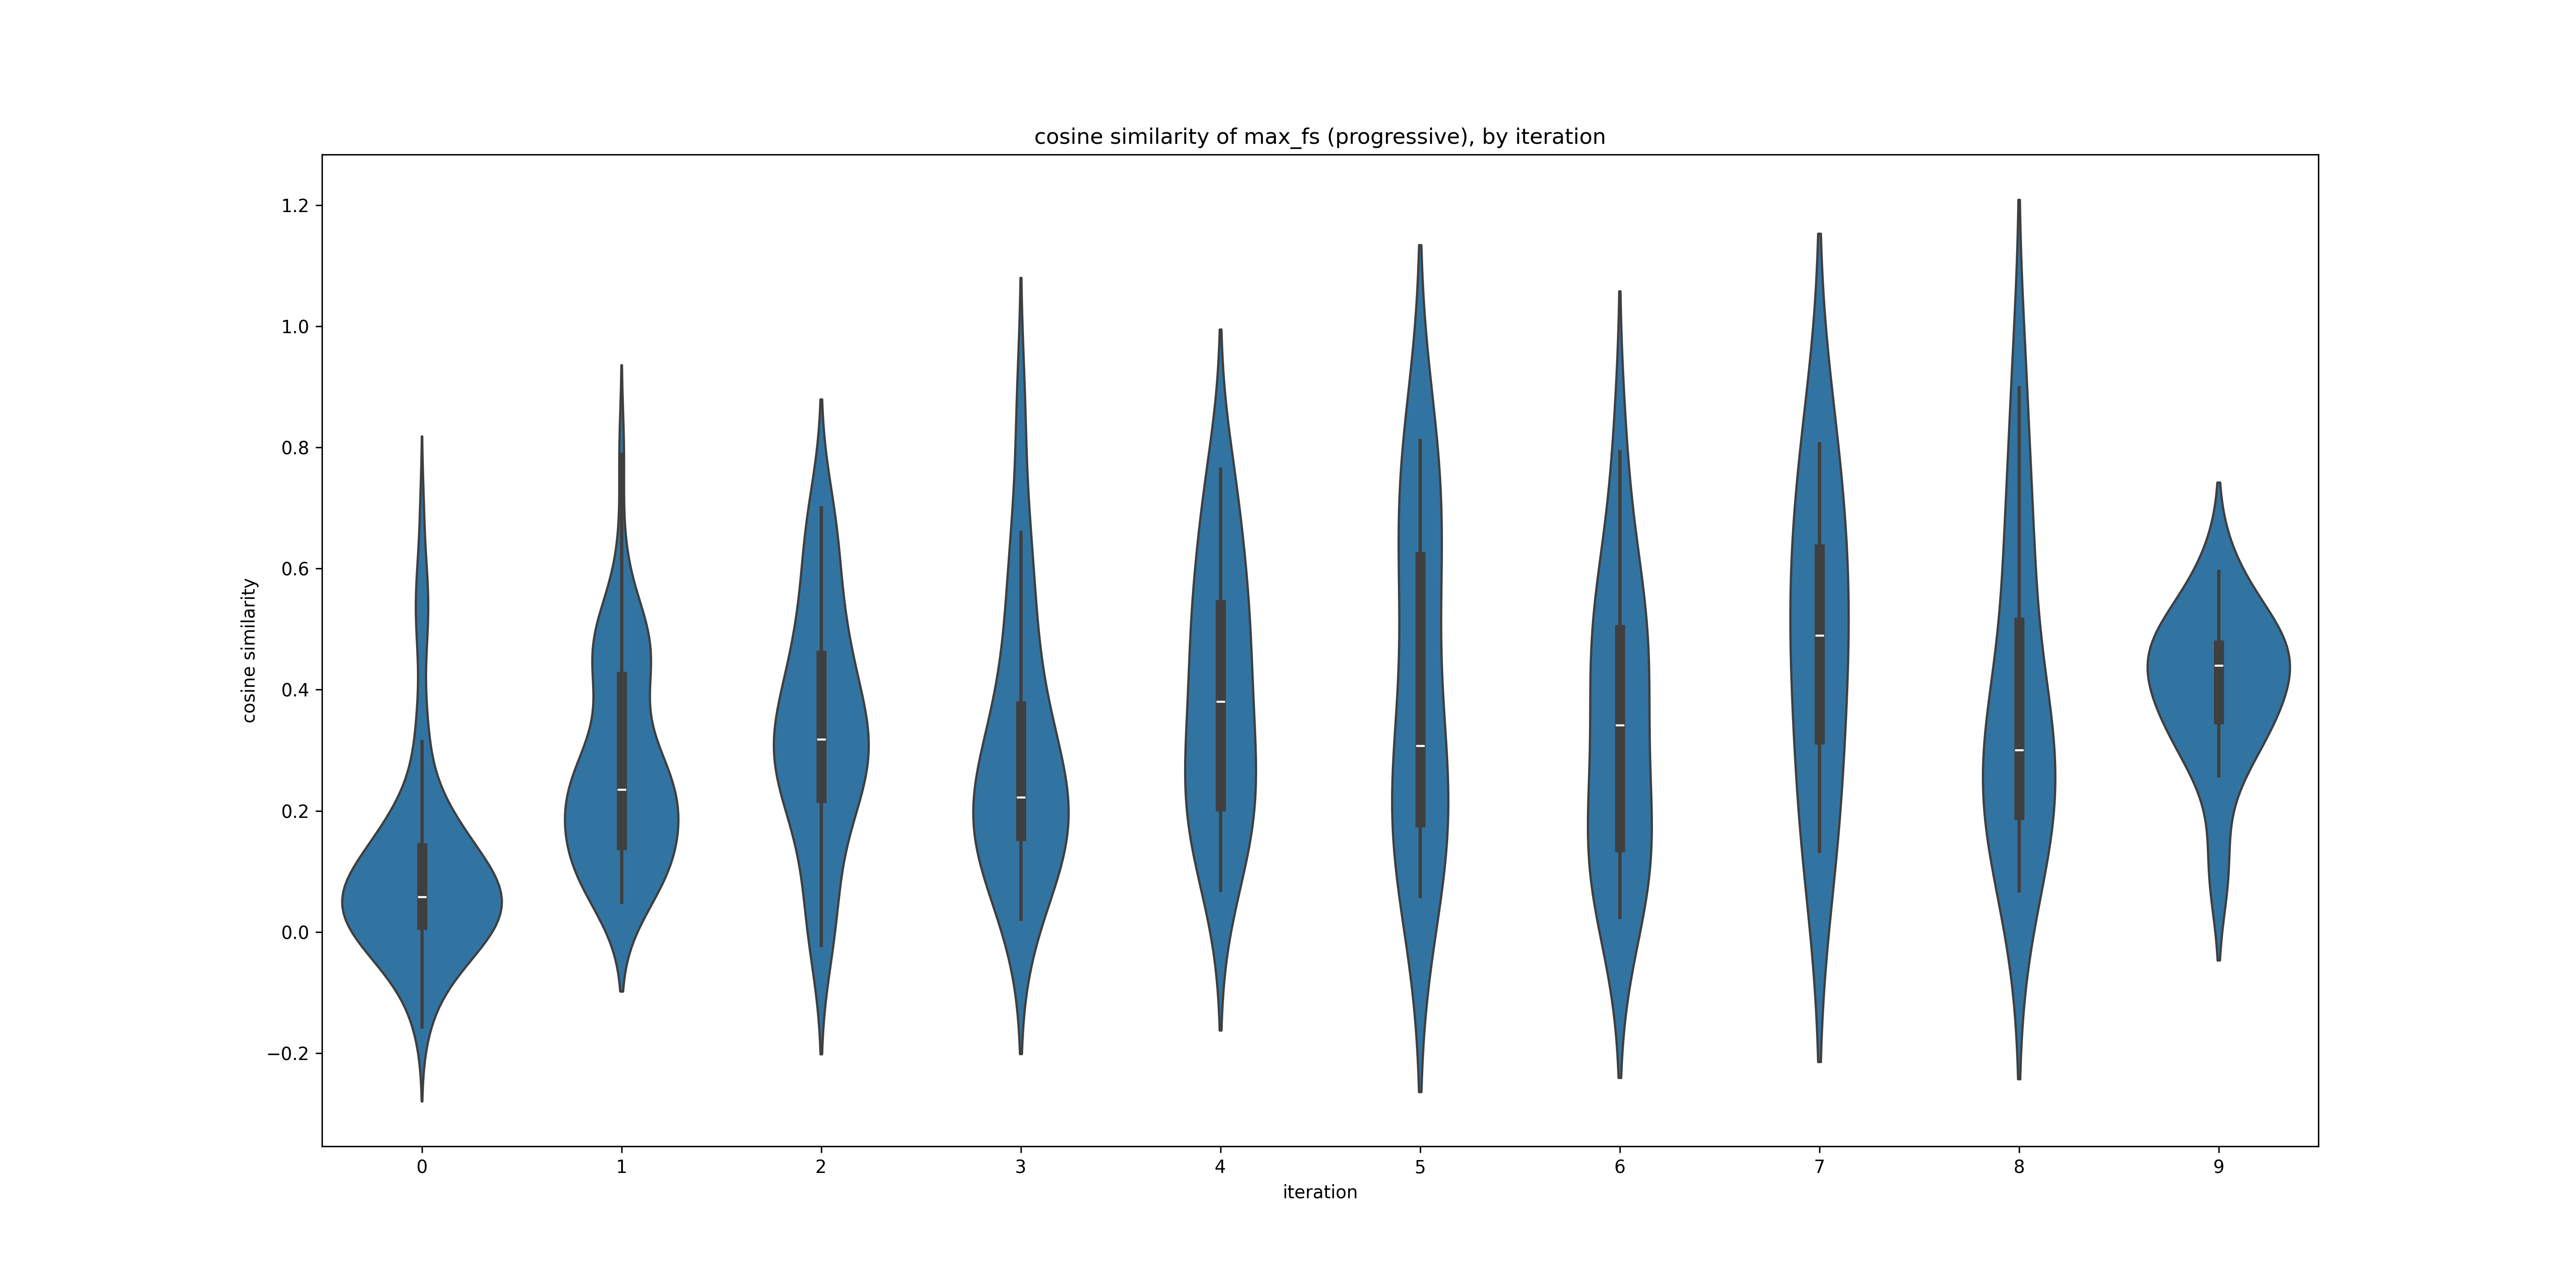 cosine similarity of max_fs (progressive), by iteration
1.2
1.0
0.8
0.6
0.4
0.2
0.0
−0.2
cosine similarity
0 1 2 3 4 5 6 7 8 9
iteration